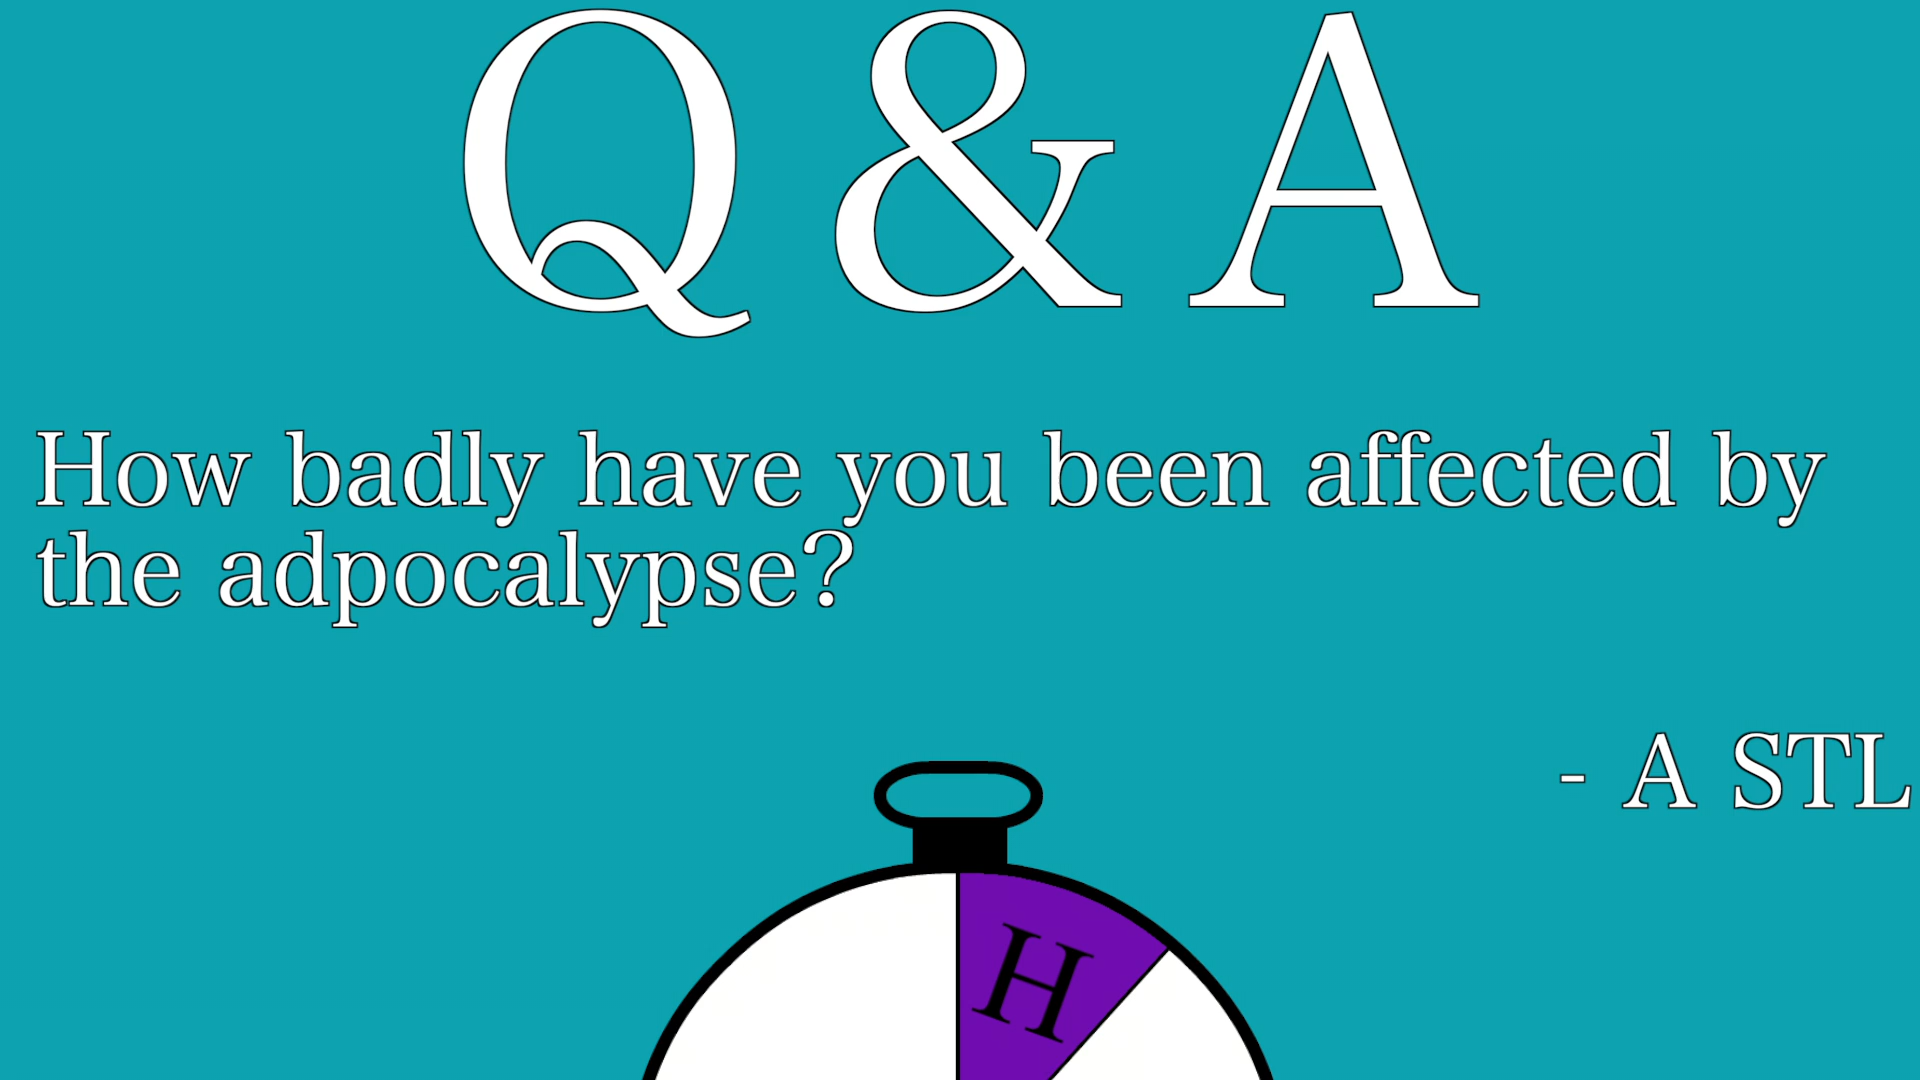 Q & A
How badly have you been affected by
the adpocalypse?
- A STL
H